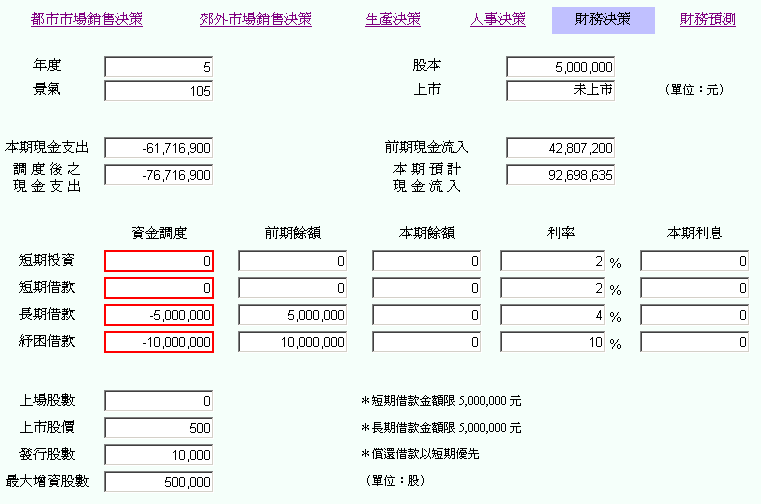 都市市場銷售決策 郊外市場銷售決策 生產決策 人事決策 財務決策 財務預測
年度 5 股本 5,000,000
景氣 105 上市 未上市 （單位：元）
本期現金支出 -61,716,900 前期現金流入 42,807,200
調度後之 本期預計
現金支出 -76,716,900 現金流入 92,698,635
資金調度 前期餘額 本期餘額 利率 本期利息
短期投資 0 0 0 2 % 0
短期借款 0 0 0 2 % 0
長期借款 -5,000,000 5,000,000 0 4 % 0
紓困借款 -10,000,000 10,000,000 0 10 % 0
上場股數 0 ＊短期借款金額限 5,000,000 元
上市股價 500 ＊長期借款金額限 5,000,000 元
發行股數 10,000 ＊償還借款以短期優先
最大增資股數 500,000 （單位：股）